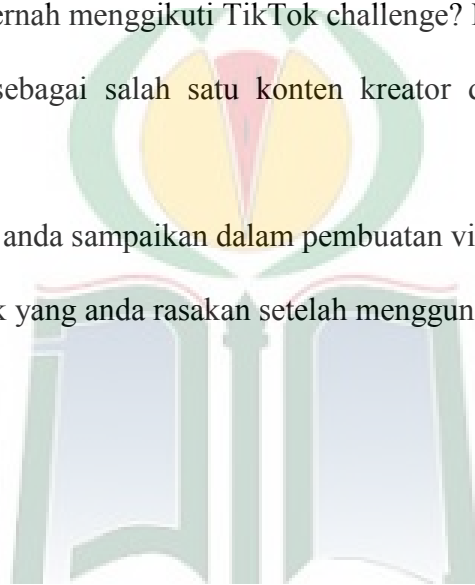 ernah menggikuti TikTok challenge?
sebagai salah satu konten kreator
anda sampaikan dalam pembuatan vi
k yang anda rasakan setelah menggun